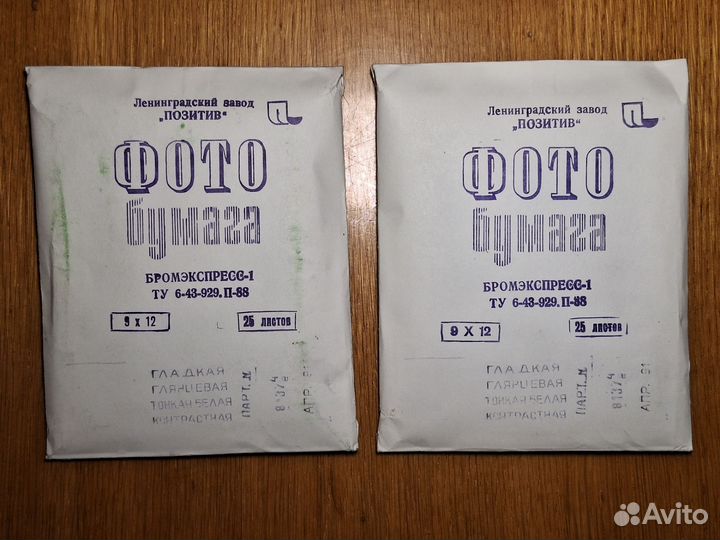 Ленинградский завод
„ПОЗИТИВ"
ФОТО
бумага
БРОМЭКСПРЕСС-1
ТУ 6-43-929.П-88
9 х 12
25 листов
ГЛАДКАЯ
ГЛЯНЦЕВАЯ
ТОНКАЯ БЕЛАЯ
КОНТРАСТНАЯ
ПАРТ. №
АПР. 91
Ленинградский завод
„ПОЗИТИВ"
ФОТО
бумага
БРОМЭКСПРЕСС-1
ТУ 6-43-929.П-88
9 Х 12
25 листов
ГЛАДКАЯ
ГЛЯНЦЕВАЯ
ТОНКАЯ БЕЛАЯ
КОНТРАСТНАЯ
ПАРТ. №
АПР. 91
Avito